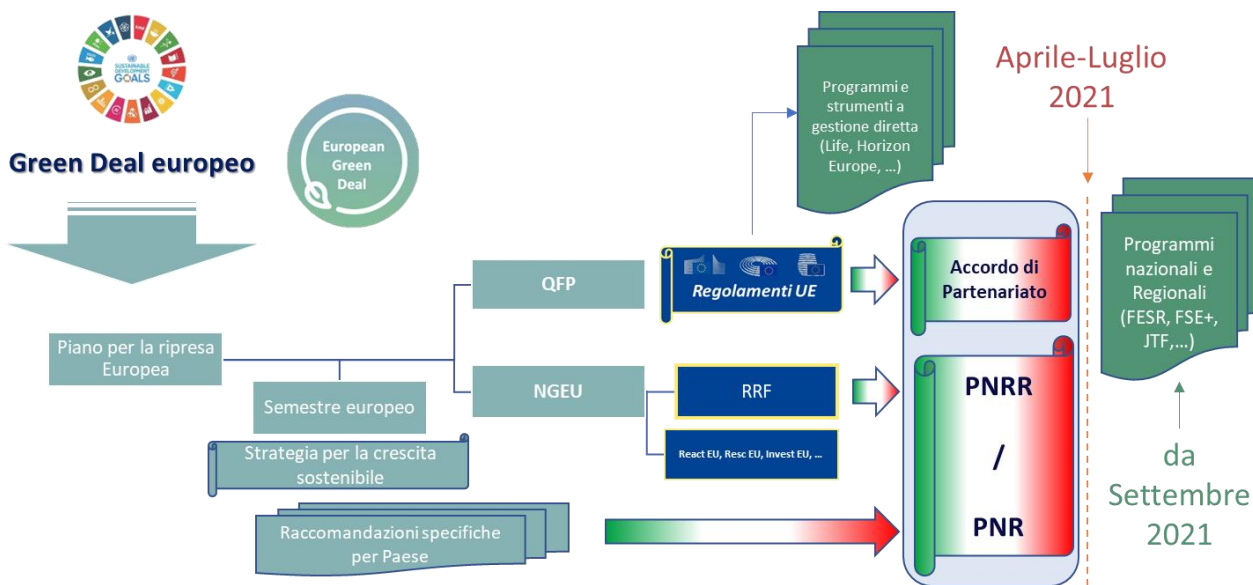 SUSTAINABLE
DEVELOPMENT
GOALS
Green Deal europeo
European
Green
Deal
Piano per la ripresa
Europea
Semestre europeo
Strategia per la crescita
sostenibile
Raccomandazioni specifiche
per Paese
QFP
NGEU
Regolamenti UE
RRF
React EU, Resc EU, Invest EU, ...
Programmi e
strumenti a
gestione diretta
(Life, Horizon
Europe, ...)
Accordo di
Partenariato
PNRR
/
PNR
Aprile-Luglio
2021
Programmi
nazionali e
Regionali
(FESR, FSE+,
JTF,...)
da
Settembre
2021